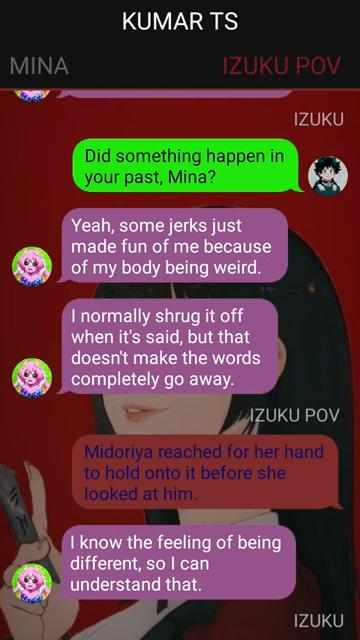 KUMAR TS
MINA
IZUKU POV
IZUKU
Did something happen in
your past, Mina?
Yeah, some jerks just
made fun of me because
of my body being weird.
I normally shrug it off
when it's said, but that
doesn't make the words
completely go away.
IZUKU POV
Midoriya reached for her hand
to hold onto it before she
looked at him.
I know the feeling of being
different, so I can
understand that.
IZUKU